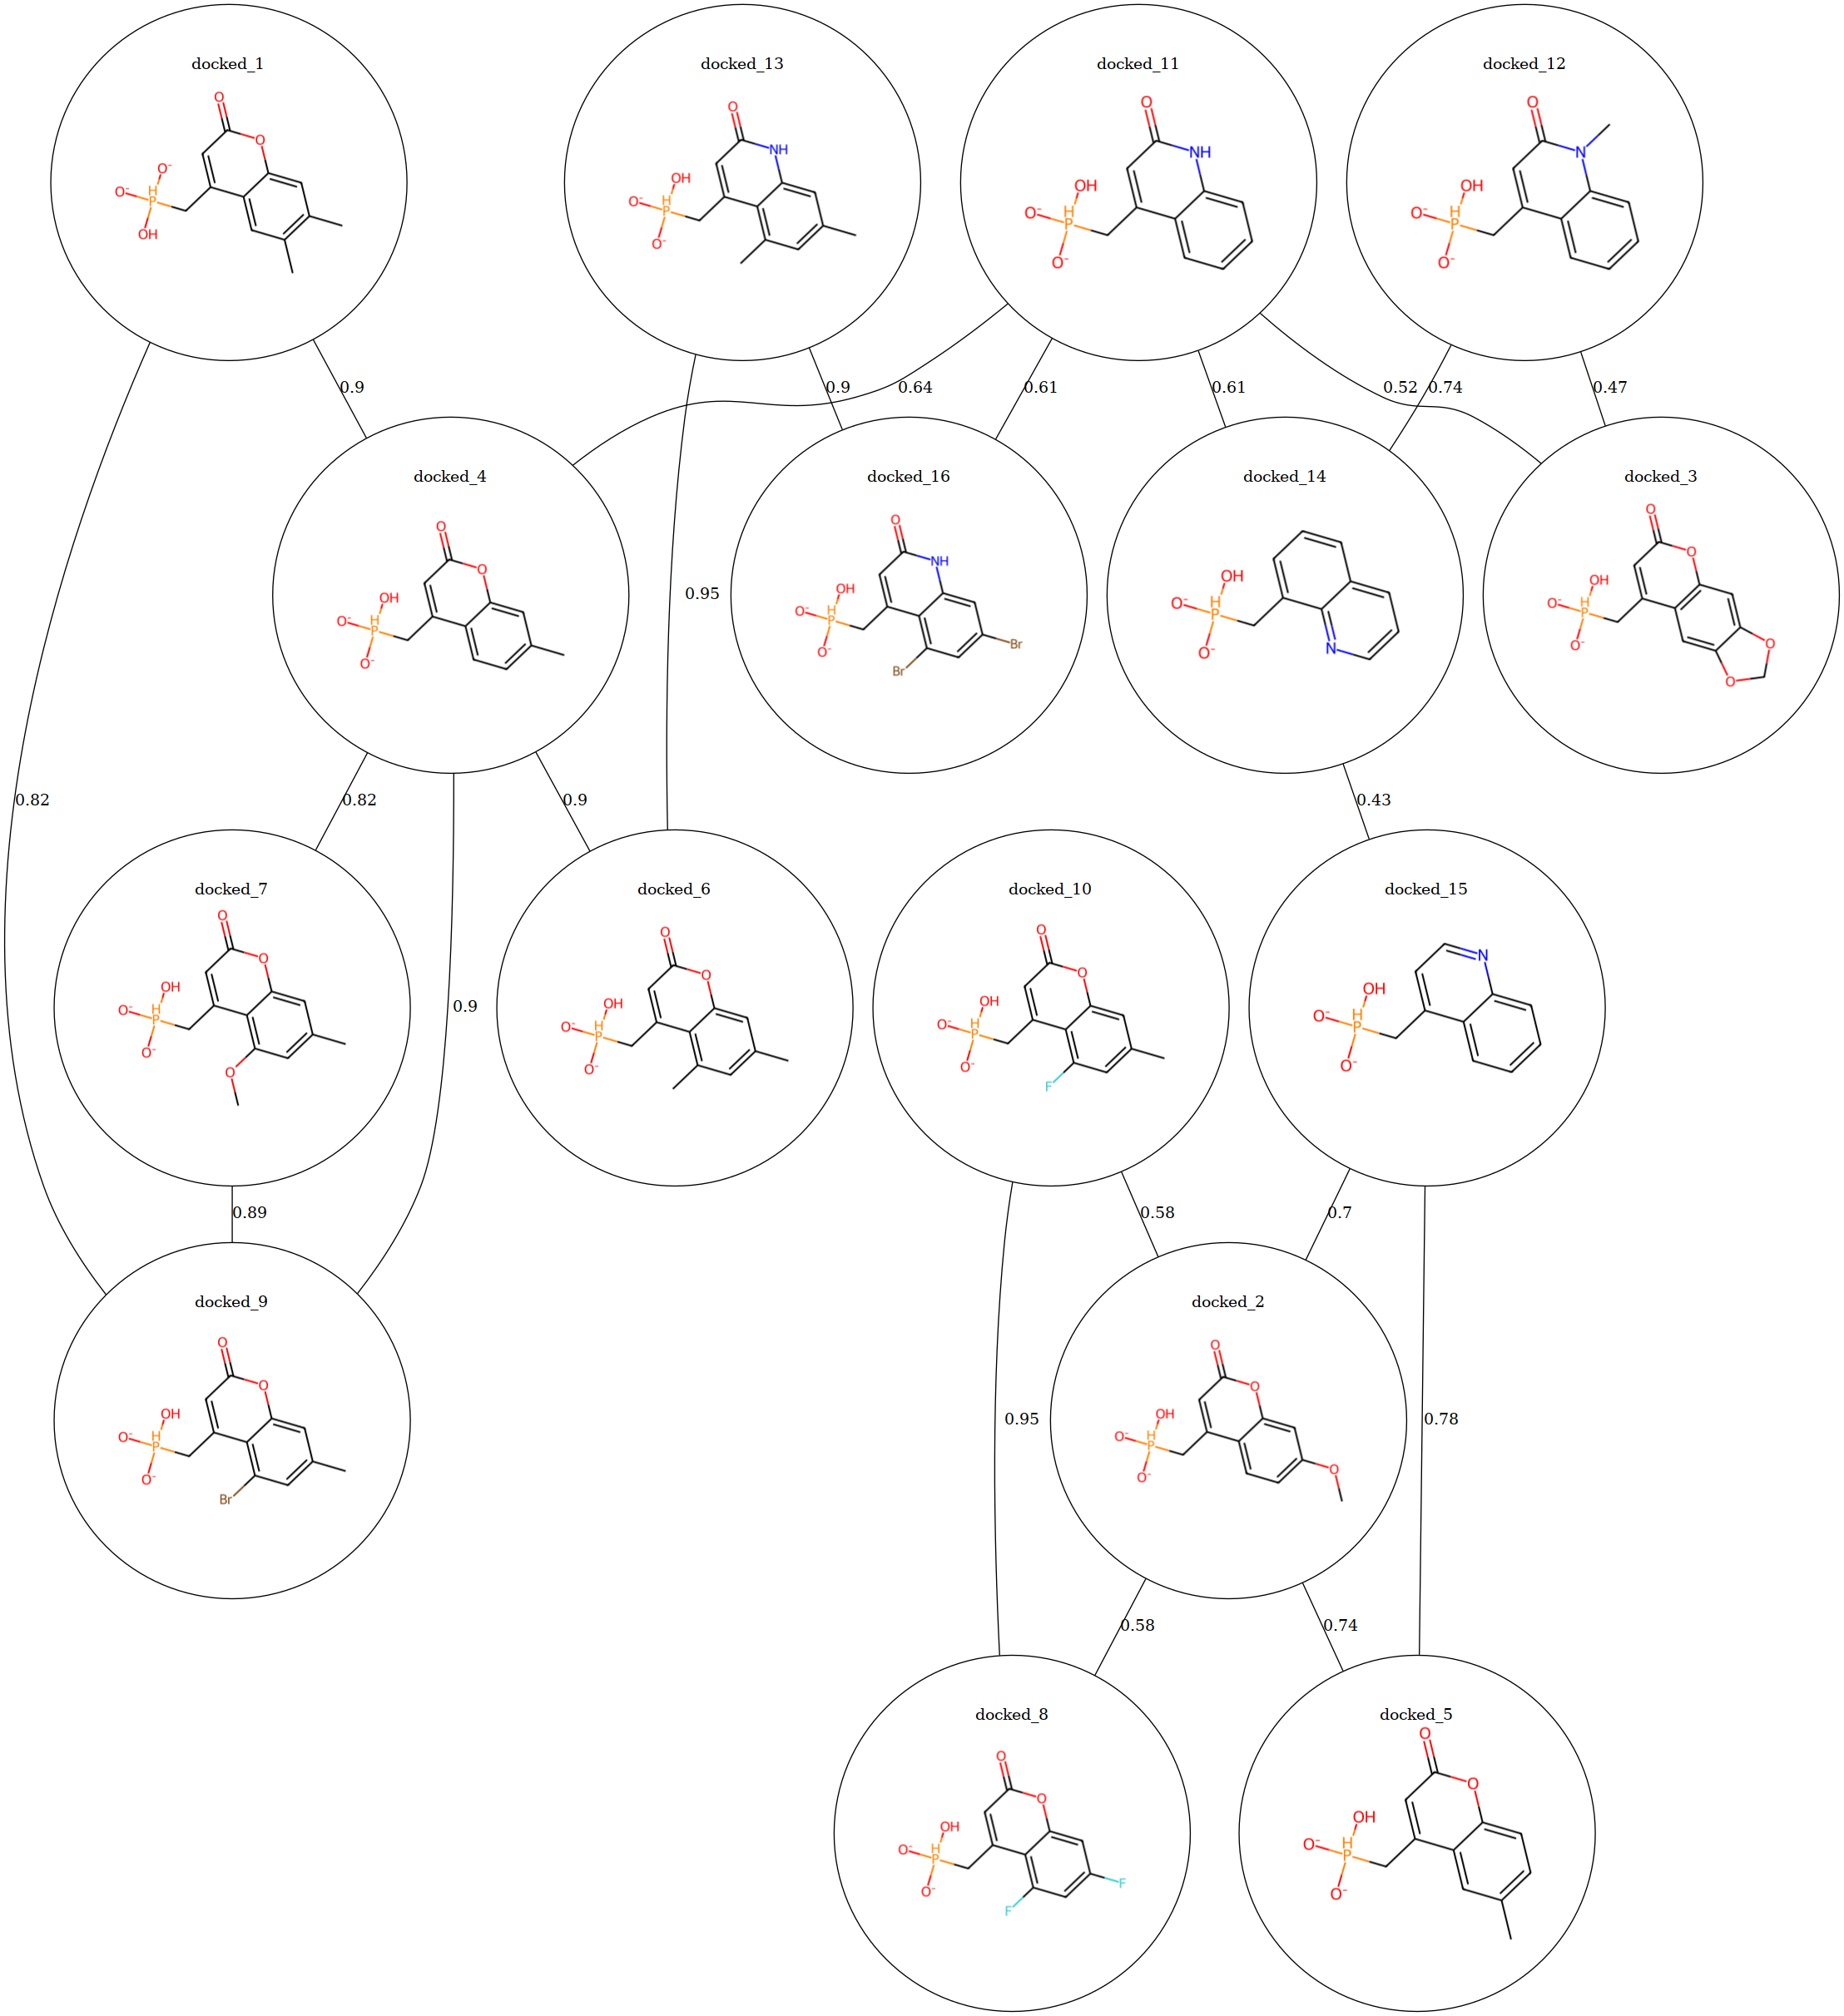 docked_1
O
O
O⁻
O⁻
H
P
OH
docked_13
O
NH
OH
H
O⁻
P
O⁻
docked_11
O
NH
OH
O⁻
H
P
O⁻
docked_12
O
N
OH
O⁻
H
P
O⁻
0.9
0.9
0.64
0.61
0.61
0.52
0.74
0.47
docked_4
O
O
OH
O⁻
H
P
O⁻
docked_16
O
NH
OH
O⁻
H
P
O⁻
Br
Br
docked_14
OH
O⁻
H
P
O⁻
N
docked_3
O
O
OH
O⁻
H
P
O⁻
O
O
0.95
0.82
0.82
0.9
0.43
docked_7
O
O
OH
O⁻
H
P
O⁻
O
docked_6
O
O
OH
O⁻
H
P
O⁻
docked_10
O
O
OH
O⁻
H
P
O⁻
F
docked_15
N
OH
O⁻
H
P
O⁻
0.9
0.89
0.58
0.7
docked_9
O
O
OH
O⁻
H
P
O⁻
Br
docked_2
O
O
OH
O⁻
H
P
O⁻
O
0.95
0.78
0.58
0.74
docked_8
O
O
OH
O⁻
H
P
O⁻
F
F
docked_5
O
O
OH
O⁻
H
P
O⁻